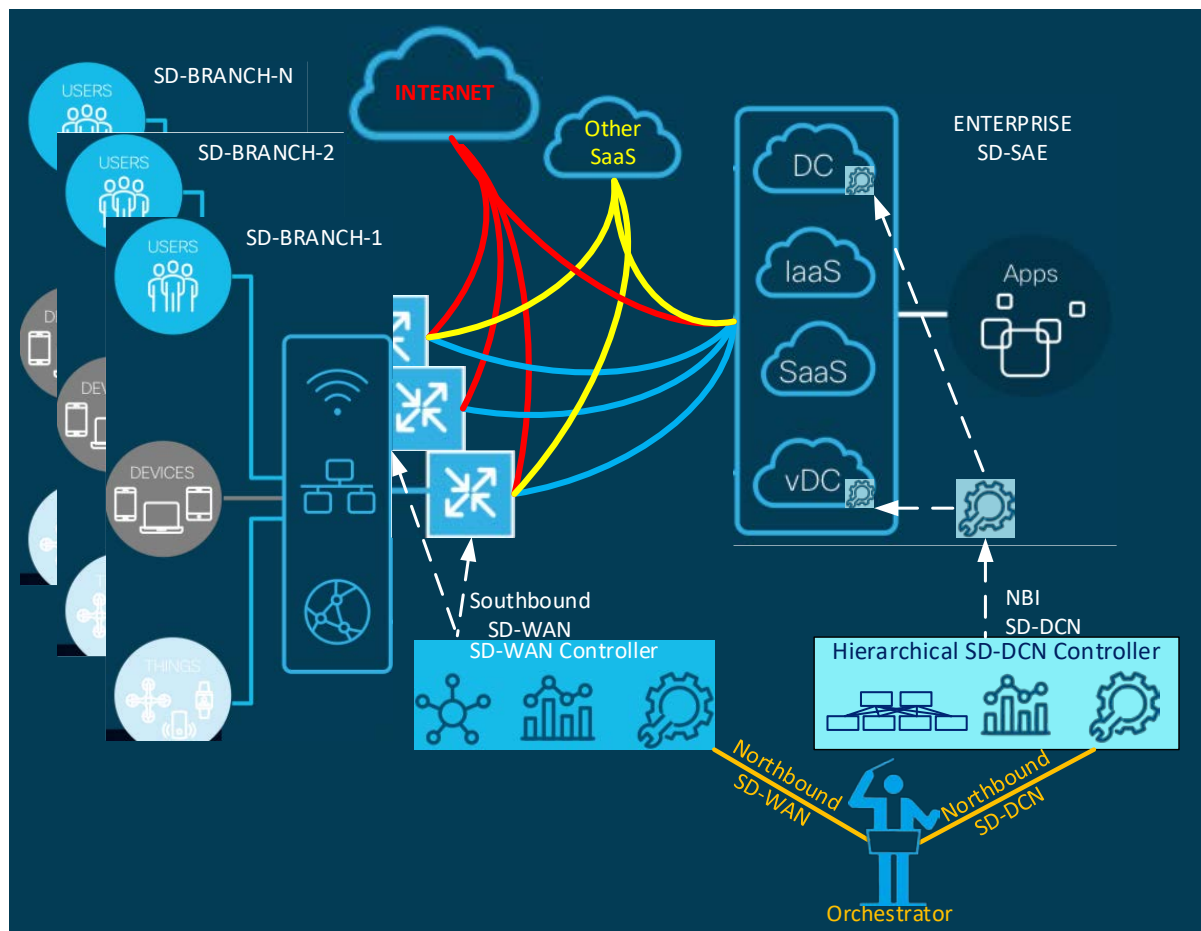 SD-BRANCH-N
USERS
SD-BRANCH-2
USERS
SD-BRANCH-1
USERS
INTERNET
Other
SaaS
ENTERPRISE
SD-SAE
DC
IaaS
SaaS
vDC
Apps
DEVICES
THINGS
Southbound
SD-WAN
SD-WAN Controller
NBI
SD-DCN
Hierarchical SD-DCN Controller
Northbound
SD-WAN
Northbound
SD-DCN
Orchestrator